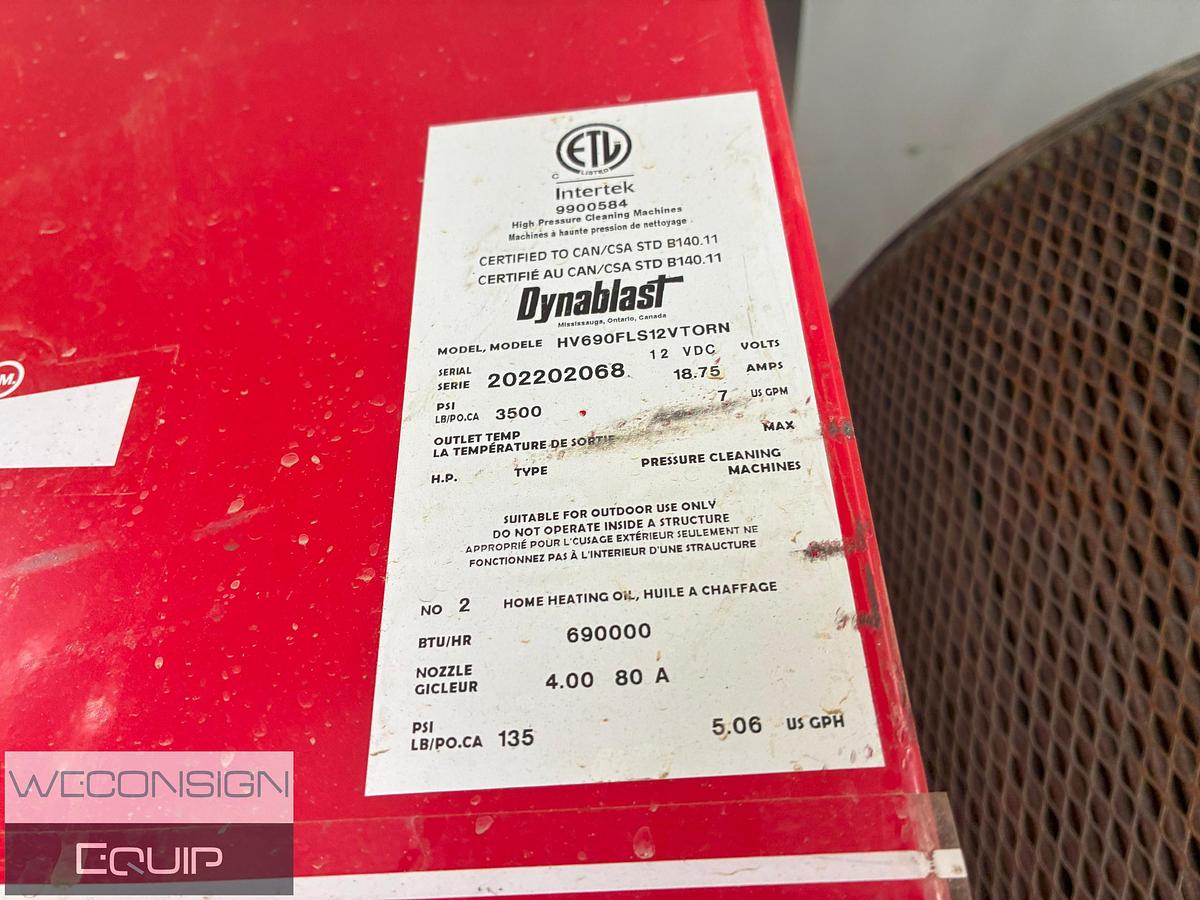 ETL
LISTED
C
Intertek
9900584
High Pressure Cleaning Machines
Machines à haunte pression de nettoyage .
CERTIFIED TO CAN/CSA STD B140.11
CERTIFIÉ AU CAN/CSA STD B140.11
Dynablast
Mississauga, Ontario, Canada
MODEL, MODELE HV690FLS12VTORN
12 VDC VOLTS
SERIAL
SERIE 202202068 18.75 AMPS
PSI
LB/PO.CA 3500 7 US GPM
OUTLET TEMP MAX
LA TEMPÉRATURE DE SORTIE
H.P. TYPE PRESSURE CLEANING
MACHINES
SUITABLE FOR OUTDOOR USE ONLY
DO NOT OPERATE INSIDE A STRUCTURE
APPROPRIÉ POUR L'CUSAGE EXTÉRIEUR SEULEMENT NE
FONCTIONNEZ PAS À L'INTERIEUR D'UNE STRAUCTURE
NO 2 HOME HEATING OIL, HUILE A CHAFFAGE
BTU/HR 690000
NOZZLE
GICLEUR 4.00 80 A
PSI
LB/PO.CA 135 5.06 US GPH
M.
WECONSIGN
EQUIP